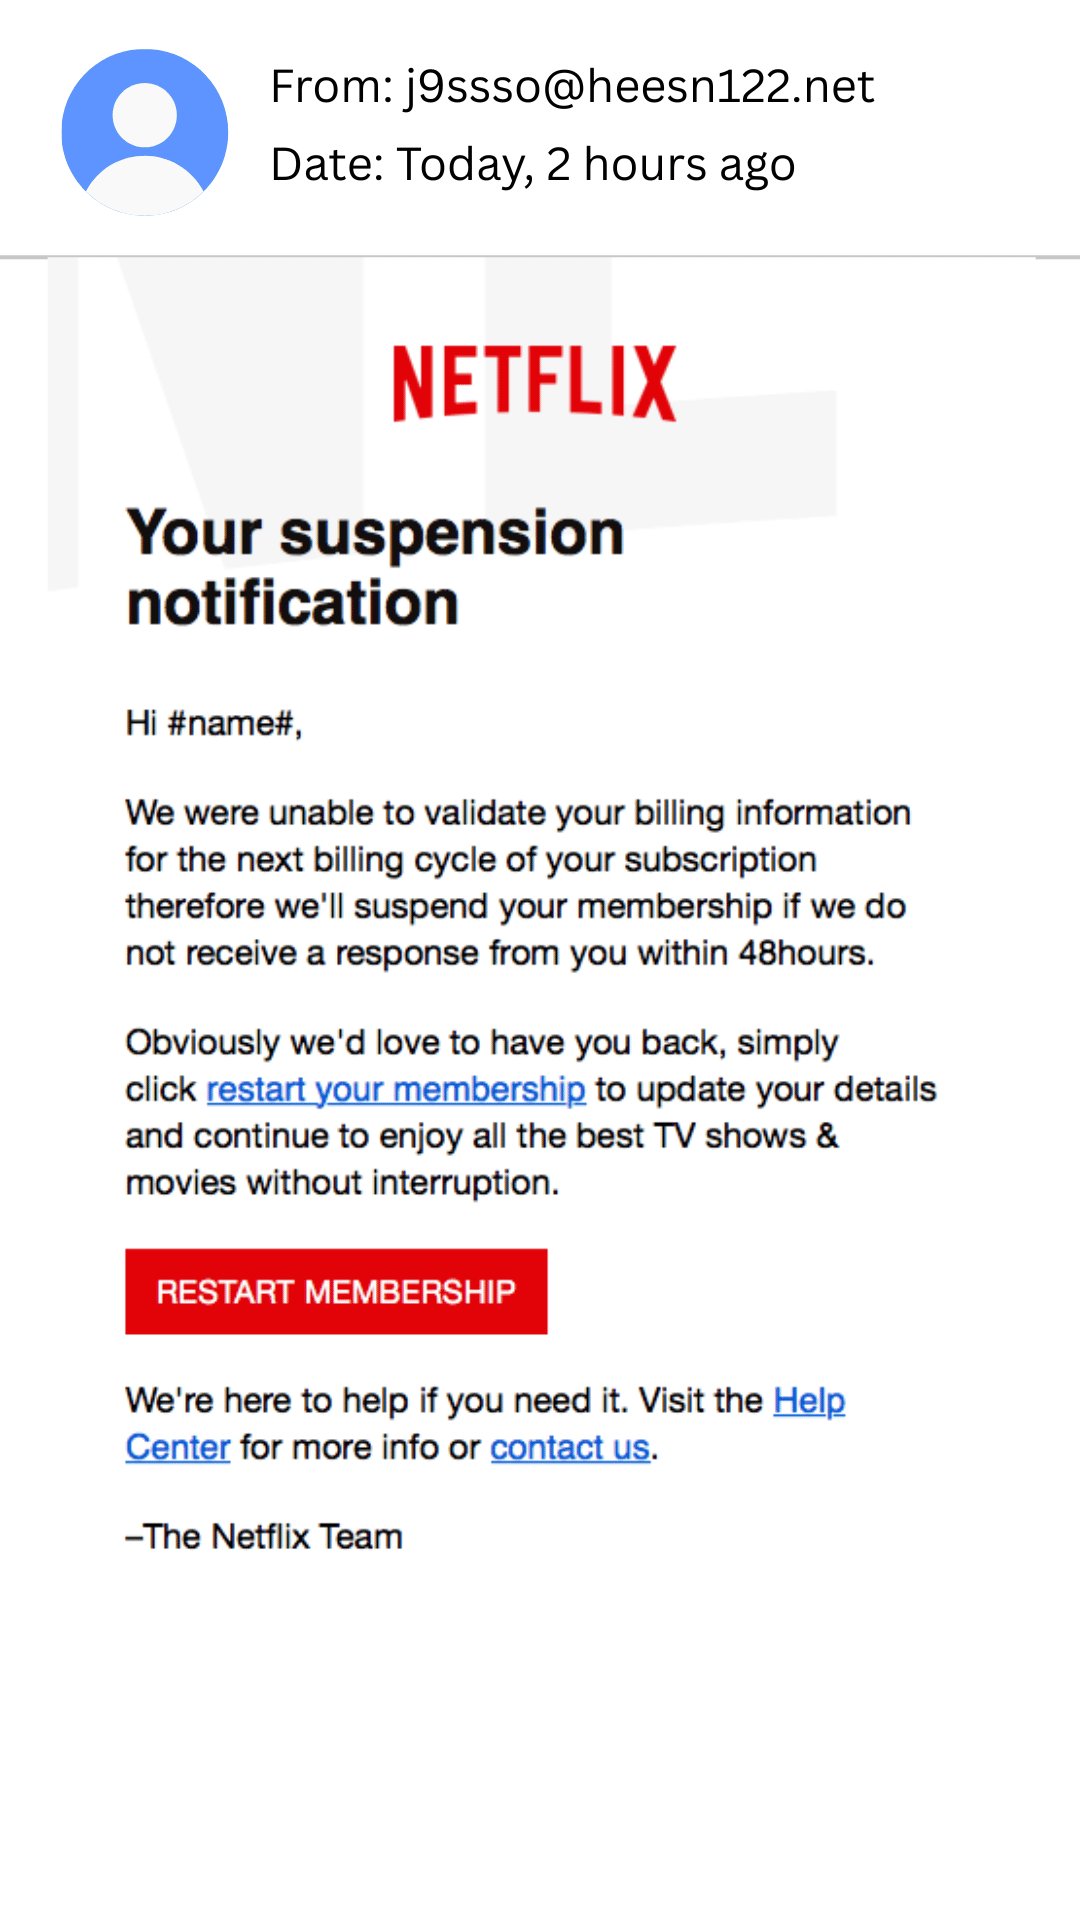 From: j9ssso@heesn122.net
Date: Today, 2 hours ago
NETFLIX
Your suspension
notification
Hi #name#,
We were unable to validate your billing information
for the next billing cycle of your subscription
therefore we'll suspend your membership if we do
not receive a response from you within 48hours.
Obviously we'd love to have you back, simply
click restart your membership to update your details
and continue to enjoy all the best TV shows &
movies without interruption.
RESTART MEMBERSHIP
We're here to help if you need it. Visit the Help
Center for more info or contact us.
–The Netflix Team